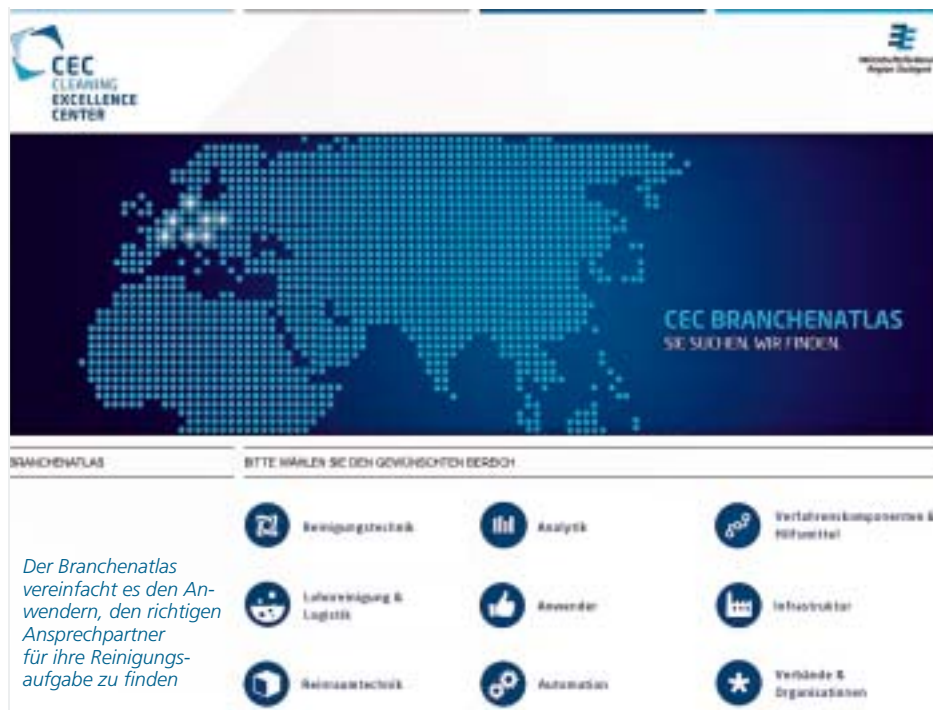 CEC
CLEANING
EXCELLENCE
CENTER
Region Stuttgart
CEC BRANCHENATLAS
SIE SUCHEN. WIR FINDEN.
BRANCHENATLAS
BITTE WÄHLEN SIE DEN GEWÜNSCHTEN BEREICH
Reinigungstechnik
Analytik
Verfahrenskomponenten &
Hilfsmittel
Lohnreinigung &
Logistik
Anwender
Infrastruktur
Reinraumtechnik
Automation
Verbände &
Organisationen
Der Branchenatlas
vereinfacht es den An-
wendern, den richtigen
Ansprechpartner
für ihre Reinigungs-
aufgabe zu finden